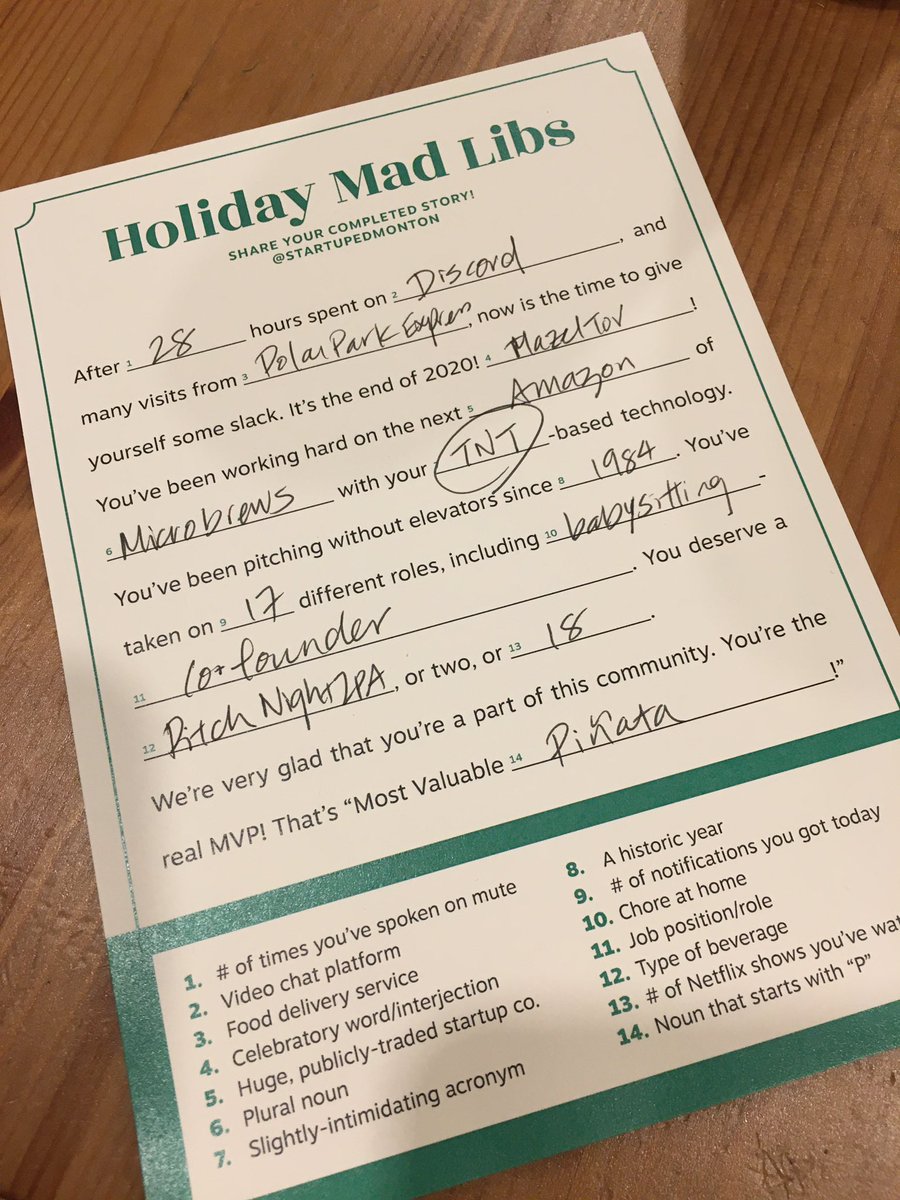 Holiday Mad Libs
SHARE YOUR COMPLETED STORY!
@STARTUPEDMONTON
After 1 28 hours spent on 2 Discord, and
many visits from 3 Polar Park Express, now is the time to give
yourself some slack. It's the end of 2020! 4 Mazel Tov!
You've been working hard on the next 5 Amazon of
6 Microbrews with your TNT-based technology.
You've been pitching without elevators since 8 1984. You've
taken on 9 17 different roles, including 10 babysitting-
11 Co-founder. You deserve a
12 Pitch Night IPA, or two, or 13 18.
We're very glad that you're a part of this community. You're the
real MVP! That's “Most Valuable 14 Piñata!”
1. # of times you've spoken on mute
2. Video chat platform
3. Food delivery service
4. Celebratory word/interjection
5. Huge, publicly-traded startup co.
6. Plural noun
7. Slightly-intimidating acronym
8. A historic year
9. # of notifications you got today
10. Chore at home
11. Job position/role
12. Type of beverage
13. # of Netflix shows you've wat
14. Noun that starts with “P”